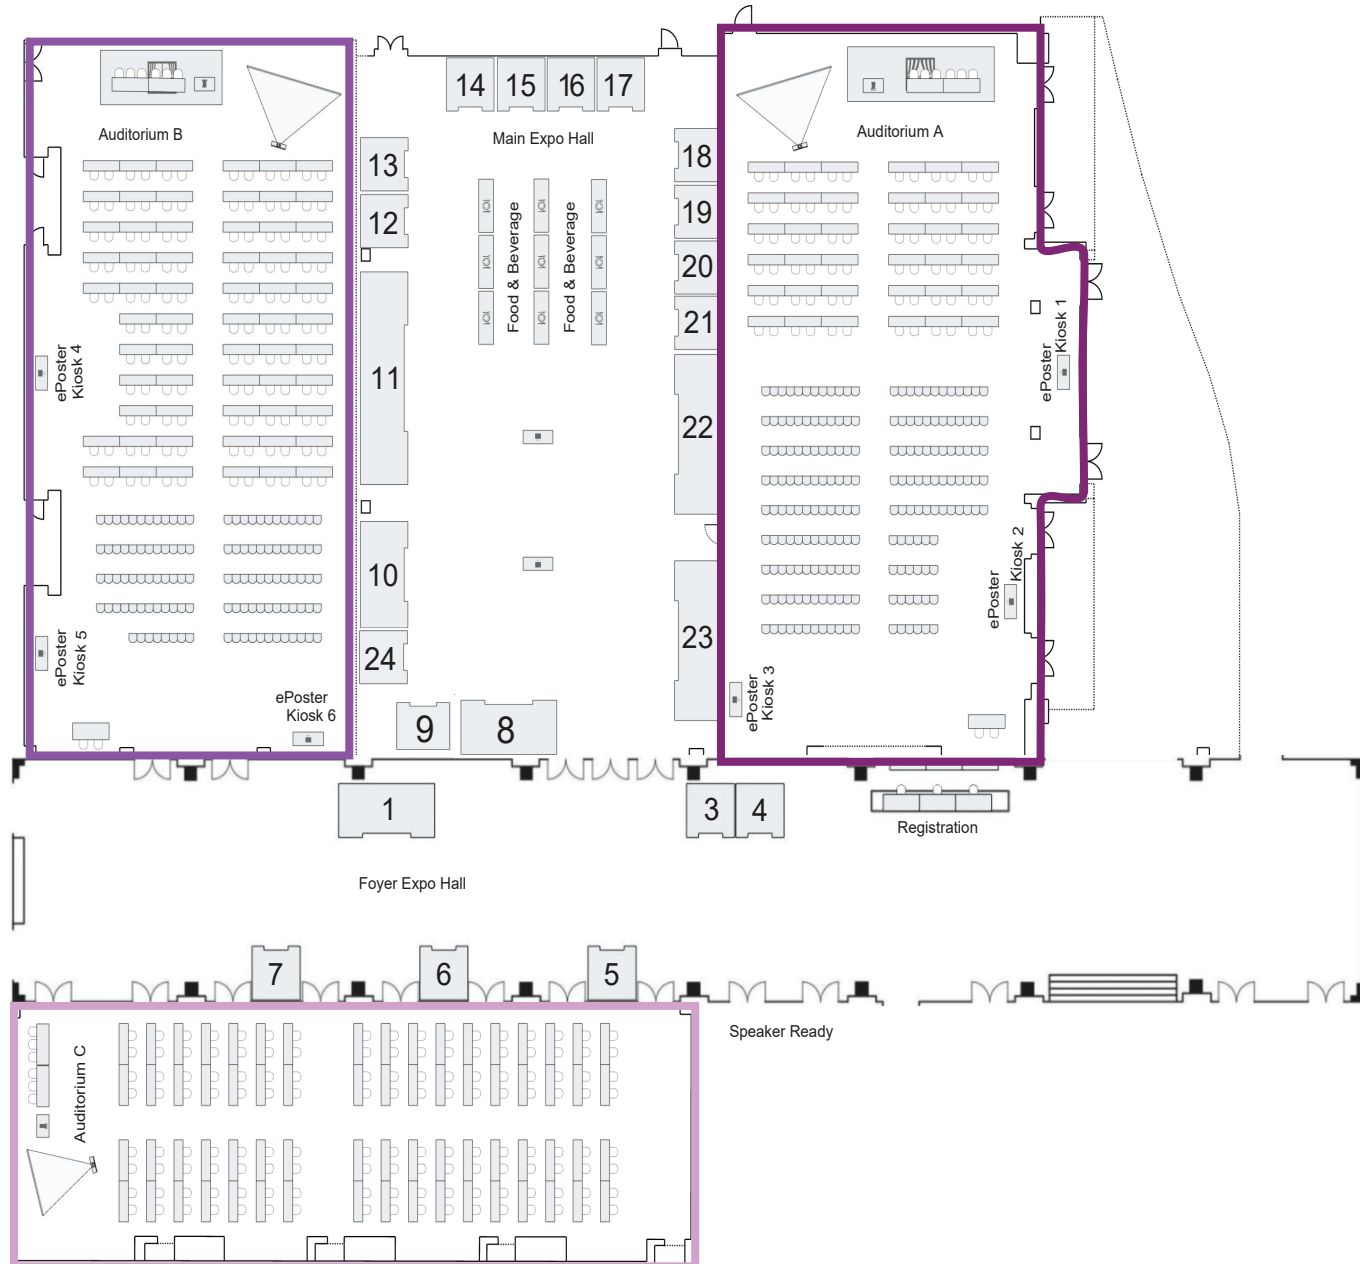 14
15
16
17
Auditorium B
Main Expo Hall
Auditorium A
13
18
12
19
Food & Beverage
Food & Beverage
20
21
ePoster
Kiosk 1
ePoster
Kiosk 4
11
22
ePoster
Kiosk 2
10
ePoster
Kiosk 5
24
23
ePoster
Kiosk 3
ePoster
Kiosk 6
9
8
1
3
4
Registration
Foyer Expo Hall
7
6
5
Speaker Ready
Auditorium C